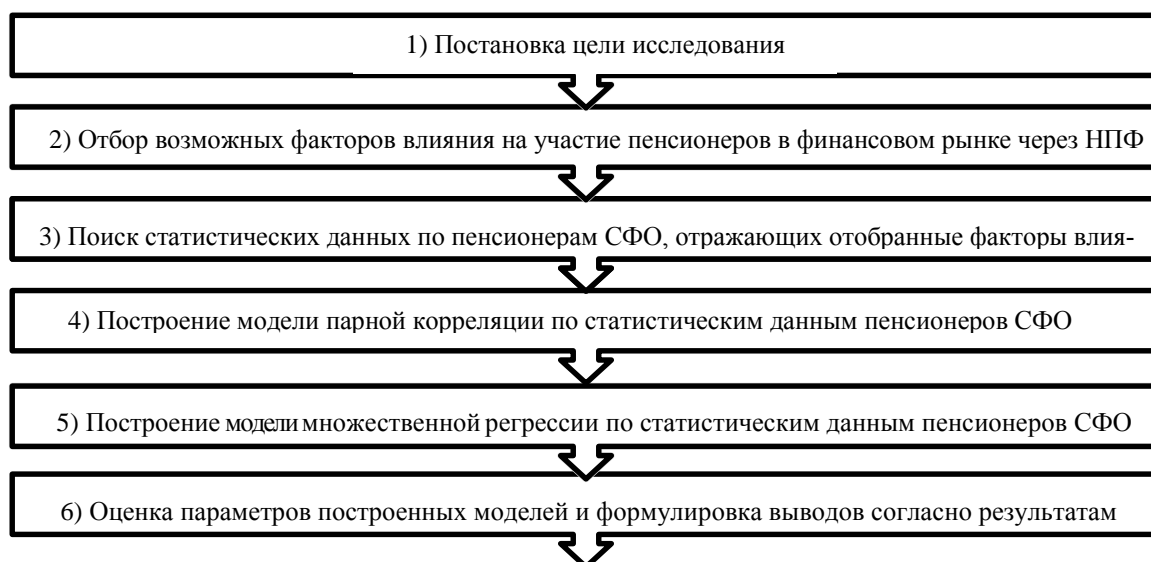 1) Постановка цели исследования
2) Отбор возможных факторов влияния на участие пенсионеров в финансовом рынке через НПФ
3) Поиск статистических данных по пенсионерам СФО, отражающих отобранные факторы влия-
4) Построение модели парной корреляции по статистическим данным пенсионеров СФО
5) Построение модели множественной регрессии по статистическим данным пенсионеров СФО
6) Оценка параметров построенных моделей и формулировка выводов согласно результатам